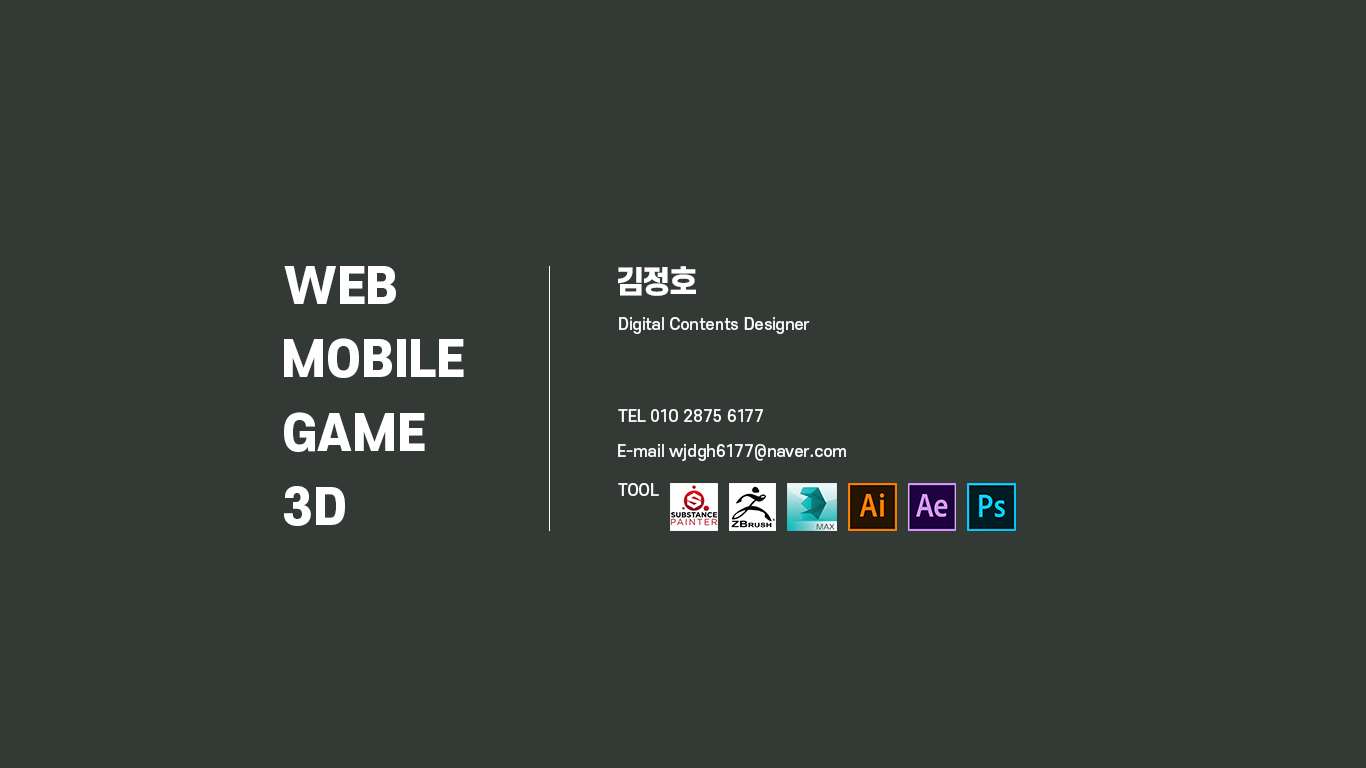 WEB
MOBILE
GAME
3D
김정호
Digital Contents Designer
TEL 010 2875 6177
E-mail wjdgh6177@naver.com
TOOL
SUBSTANCE
PAINTER
ZBRUSH
MAX
Ai
Ae
Ps